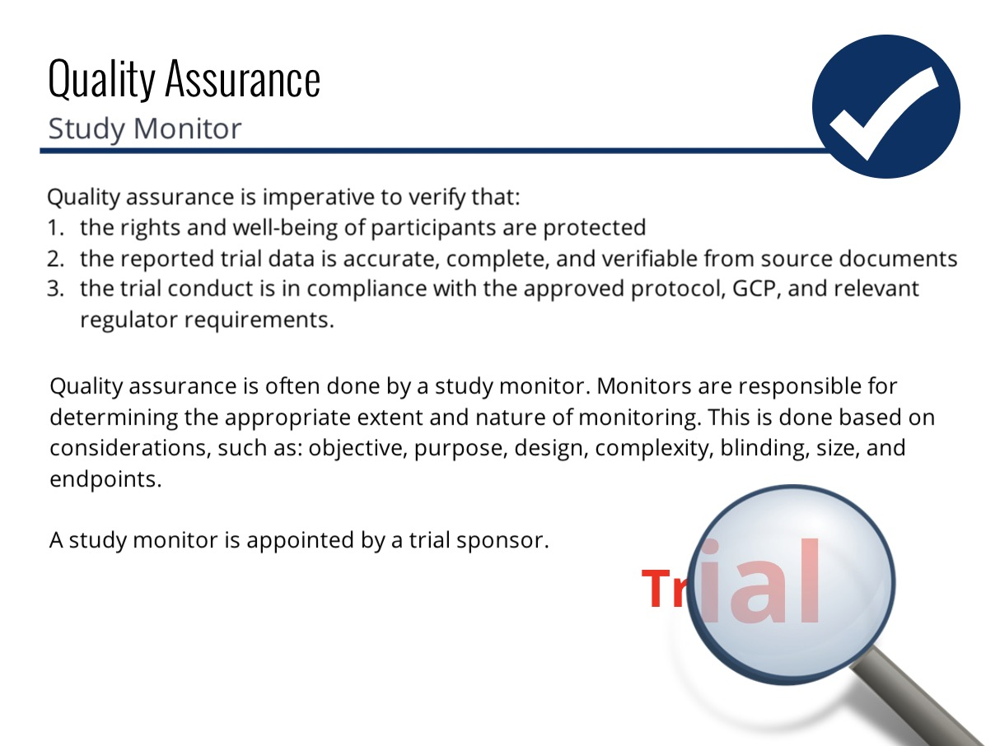 Quality Assurance
Study Monitor
Quality assurance is imperative to verify that:
1. the rights and well-being of participants are protected
2. the reported trial data is accurate, complete, and verifiable from source documents
3. the trial conduct is in compliance with the approved protocol, GCP, and relevant
regulator requirements.
Quality assurance is often done by a study monitor. Monitors are responsible for
determining the appropriate extent and nature of monitoring. This is done based on
considerations, such as: objective, purpose, design, complexity, blinding, size, and
endpoints.
A study monitor is appointed by a trial sponsor.
Trial